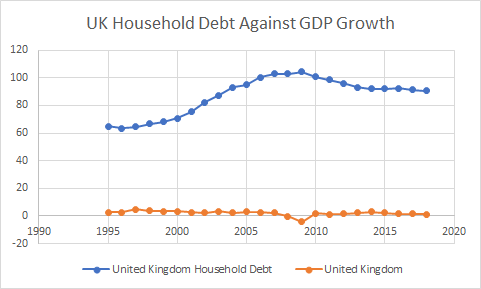 UK Household Debt Against GDP Growth
120
100
80
60
40
20
0
-20
1990 1995 2000 2005 2010 2015 2020
United Kingdom Household Debt United Kingdom